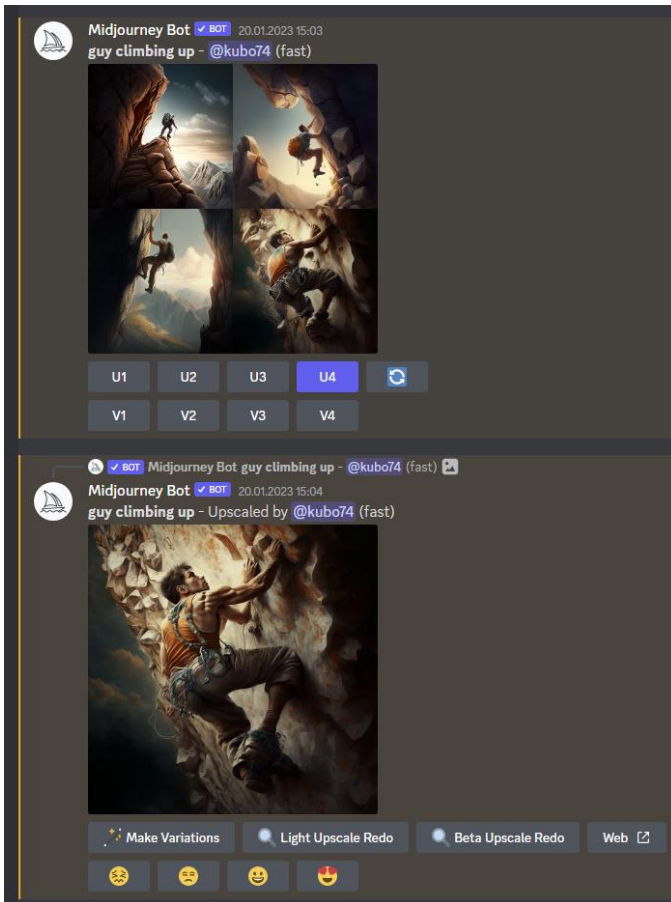 Midjourney Bot ✓ BOT 20.01.2023 15:03
guy climbing up - @kubo74 (fast)
U1 U2 U3 U4
V1 V2 V3 V4
✓ BOT Midjourney Bot guy climbing up - @kubo74 (fast)
Midjourney Bot ✓ BOT 20.01.2023 15:04
guy climbing up - Upscaled by @kubo74 (fast)
Make Variations Light Upscale Redo Beta Upscale Redo Web